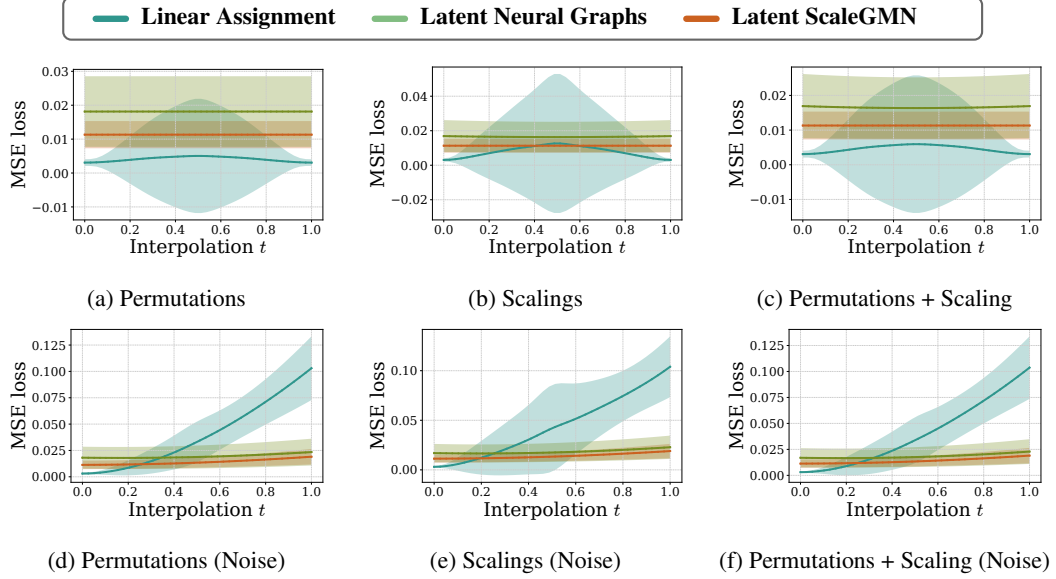 Linear Assignment Latent Neural Graphs Latent ScaleGMN
MSE loss
0.03
0.02
0.01
0.00
−0.01
0.0 0.2 0.4 0.6 0.8 1.0
Interpolation t
(a) Permutations
MSE loss
0.04
0.02
0.00
−0.02
0.0 0.2 0.4 0.6 0.8 1.0
Interpolation t
(b) Scalings
MSE loss
0.02
0.01
0.00
−0.01
0.0 0.2 0.4 0.6 0.8 1.0
Interpolation t
(c) Permutations + Scaling
MSE loss
0.125
0.100
0.075
0.050
0.025
0.000
0.0 0.2 0.4 0.6 0.8 1.0
Interpolation t
(d) Permutations (Noise)
MSE loss
0.10
0.05
0.00
0.0 0.2 0.4 0.6 0.8 1.0
Interpolation t
(e) Scalings (Noise)
MSE loss
0.125
0.100
0.075
0.050
0.025
0.000
0.0 0.2 0.4 0.6 0.8 1.0
Interpolation t
(f) Permutations + Scaling (Noise)